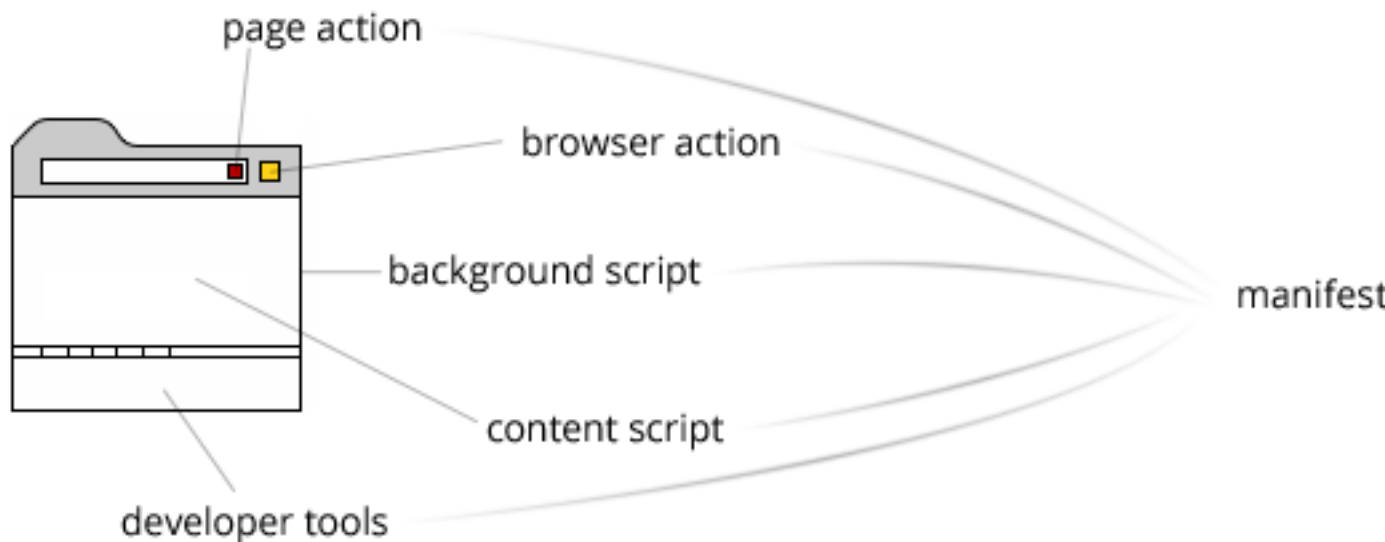 page action
browser action
background script
manifest
content script
developer tools